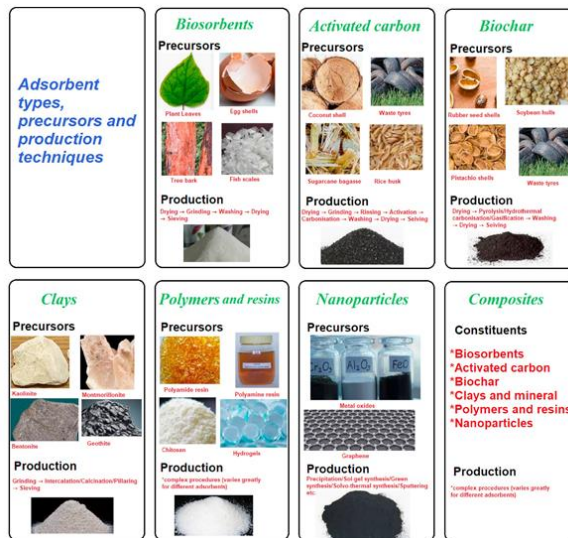 Adsorbent
types,
precursors and
production
techniques
Biosorbents
Precursors
Plant Leaves
Egg shells
Tree bark
Fish scales
Production
Drying → Grinding → Washing → Drying
→ Sieving
Activated carbon
Precursors
Coconut shell
Waste tyres
Sugarcane bagasse
Rice husk
Production
Drying → Grinding → Rinsing → Activation →
Carbonisation → Washing → Drying → Seiving
Biochar
Precursors
Rubber seed shells
Soybean hulls
Pistachio shells
Waste tyres
Production
Drying → Pyrolysis/Hydrothermal
carbonisation/Gasification → Washing
→ Drying → Seiving
Clays
Precursors
Kaolinite
Montmorillonite
Bentonite
Geothite
Production
Grinding → Intercalation/Calcination/Pillaring
→ Sieving
Polymers and resins
Precursors
Polyamide resin
Polyamine resin
Chitosan
Hydrogels
Production
*complex procedures (varies greatly
for different adsorbents)
Nanoparticles
Precursors
Cr₂O₃
Al₂O₃
FeO
Metal oxides
Graphene
Production
Precipitation/Sol gel synthesis/Green
synthesis/Solvo thermal synthesis/Sputtering
etc.
Composites
Constituents
*Biosorbents
*Activated carbon
*Biochar
*Clays and mineral
*Polymers and resins
*Nanoparticles
Production
*complex procedures (varies greatly
for different adsorbents)